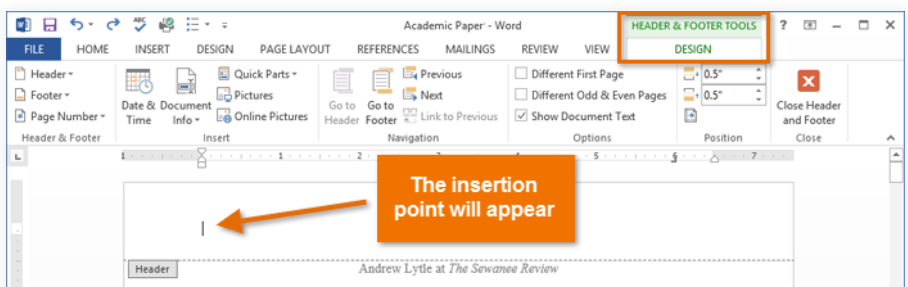 Academic Paper - Word
HEADER & FOOTER TOOLS
?
FILE HOME INSERT DESIGN PAGE LAYOUT REFERENCES MAILINGS REVIEW VIEW DESIGN
Header
Footer
Page Number
Header & Footer
Date & Time
Document Info
Quick Parts
Pictures
Online Pictures
Insert
Go to Header
Go to Footer
Previous
Next
Link to Previous
Navigation
Different First Page
Different Odd & Even Pages
Show Document Text
Options
0.5"
0.5"
Position
Close Header and Footer
Close
1 1 2 5 7
The insertion
point will appear
Header
Andrew Lytle at The Sewanee Review